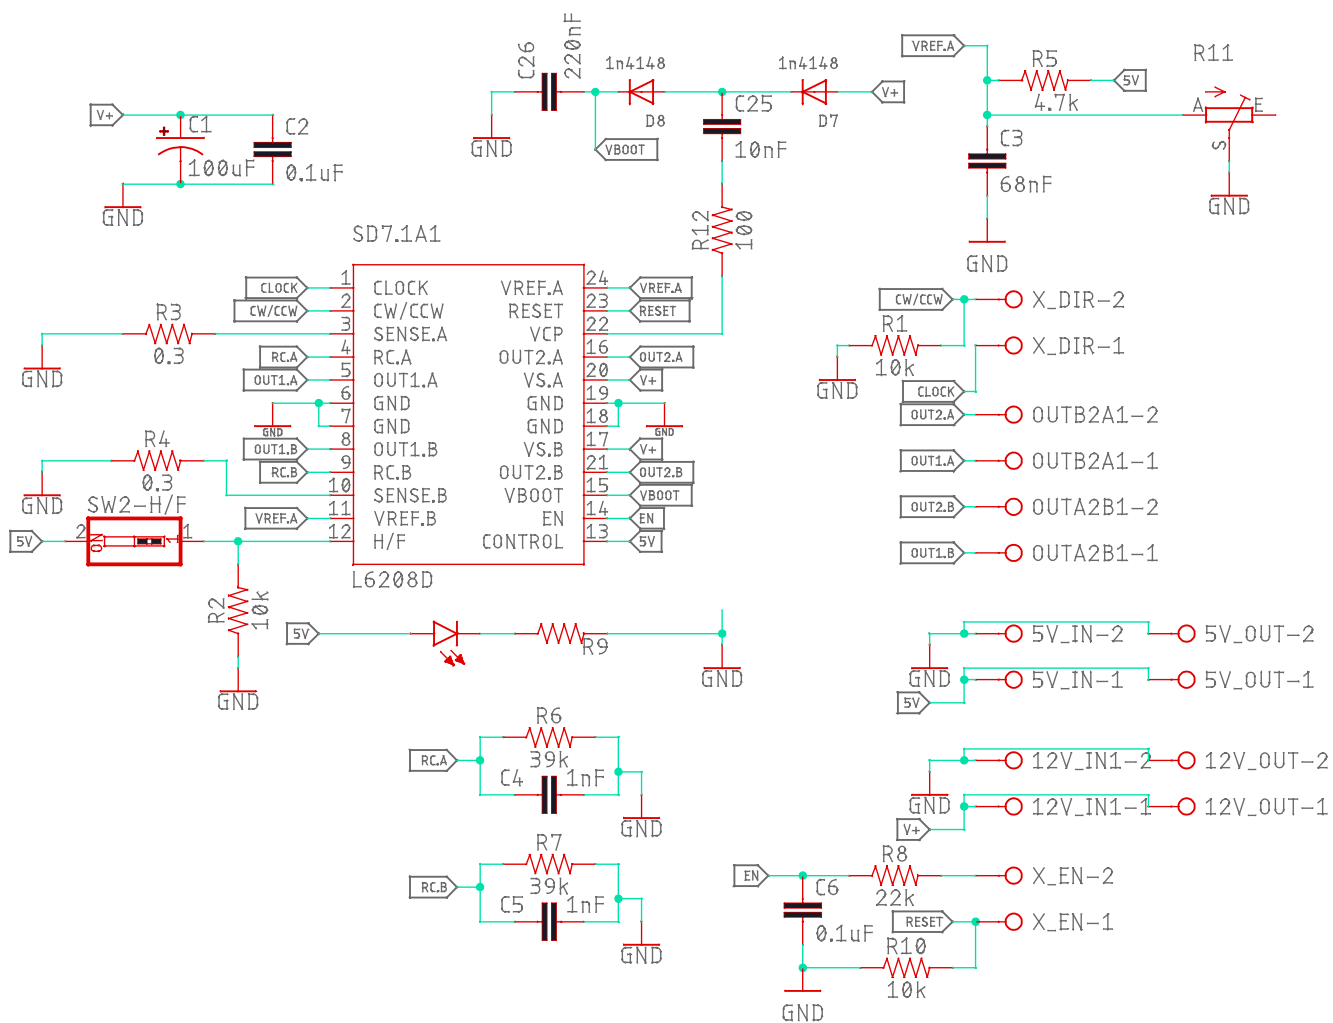 C26
220nF
1n4148
D8
1n4148
D7
V+
VBOOT
GND
C25
10nF
R12
100
VREF.A
R5
4.7k
5V
R11
A
E
S
C3
68nF
GND
GND
V+
+
C1
100uF
C2
0.1uF
GND
SD7.1A1
CLOCK
1
CLOCK
VREF.A
24
VREF.A
CW/CCW
2
CW/CCW
RESET
23
RESET
R3
0.3
GND
3
SENSE.A
VCP
22
RC.A
4
RC.A
OUT2.A
16
OUT2.A
OUT1.A
5
OUT1.A
VS.A
20
V+
GND
6
GND
GND
19
7
GND
GND
18
GND
OUT1.B
8
OUT1.B
VS.B
17
V+
RC.B
9
RC.B
OUT2.B
21
OUT2.B
R4
0.3
GND
10
SENSE.B
VBOOT
15
VBOOT
VREF.A
11
VREF.B
EN
14
EN
SW2-H/F
5V
2
ON
1
1
12
H/F
CONTROL
13
5V
L6208D
R2
10k
GND
5V
R9
GND
CW/CCW
X_DIR-2
R1
10k
GND
X_DIR-1
CLOCK
OUT2.A
OUTB2A1-2
OUT1.A
OUTB2A1-1
OUT2.B
OUTA2B1-2
OUT1.B
OUTA2B1-1
5V_IN-2
5V_OUT-2
GND
5V_IN-1
5V_OUT-1
5V
12V_IN1-2
12V_OUT-2
GND
12V_IN1-1
12V_OUT-1
V+
RC.A
R6
39k
C4
1nF
GND
RC.B
R7
39k
C5
1nF
GND
EN
R8
22k
X_EN-2
C6
0.1uF
RESET
X_EN-1
R10
10k
GND